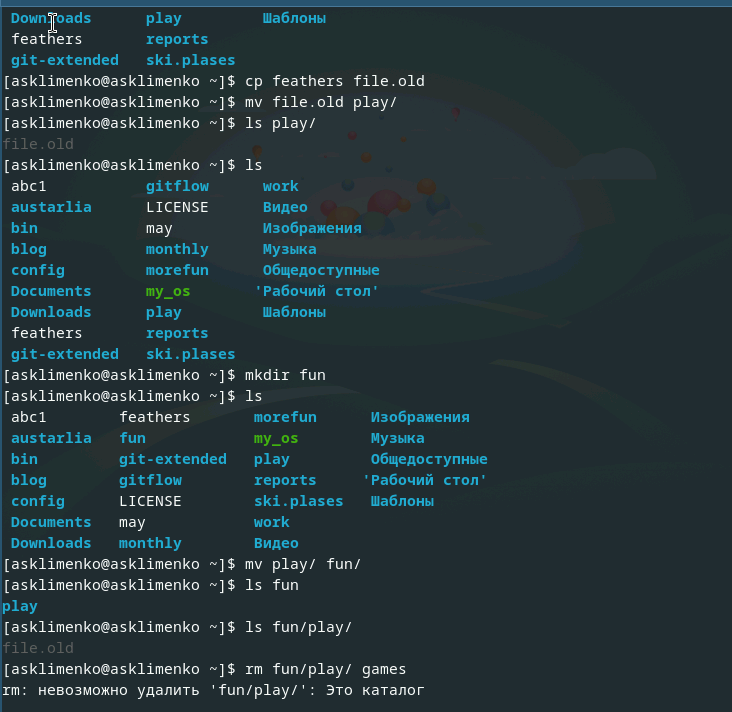 Downloads play Шаблоны
feathers reports
git-extended ski.plases
[asklimenko@asklimenko ~]$ cp feathers file.old
[asklimenko@asklimenko ~]$ mv file.old play/
[asklimenko@asklimenko ~]$ ls play/
file.old
[asklimenko@asklimenko ~]$ ls
abc1 gitflow work
austarlia LICENSE Видео
bin may Изображения
blog monthly Музыка
config morefun Общедоступные
Documents my_os 'Рабочий стол'
Downloads play Шаблоны
feathers reports
git-extended ski.plases
[asklimenko@asklimenko ~]$ mkdir fun
[asklimenko@asklimenko ~]$ ls
abc1 feathers morefun Изображения
austarlia fun my_os Музыка
bin git-extended play Общедоступные
blog gitflow reports 'Рабочий стол'
config LICENSE ski.plases Шаблоны
Documents may work
Downloads monthly Видео
[asklimenko@asklimenko ~]$ mv play/ fun/
[asklimenko@asklimenko ~]$ ls fun
play
[asklimenko@asklimenko ~]$ ls fun/play/
file.old
[asklimenko@asklimenko ~]$ rm fun/play/ games
rm: невозможно удалить 'fun/play/': Это каталог